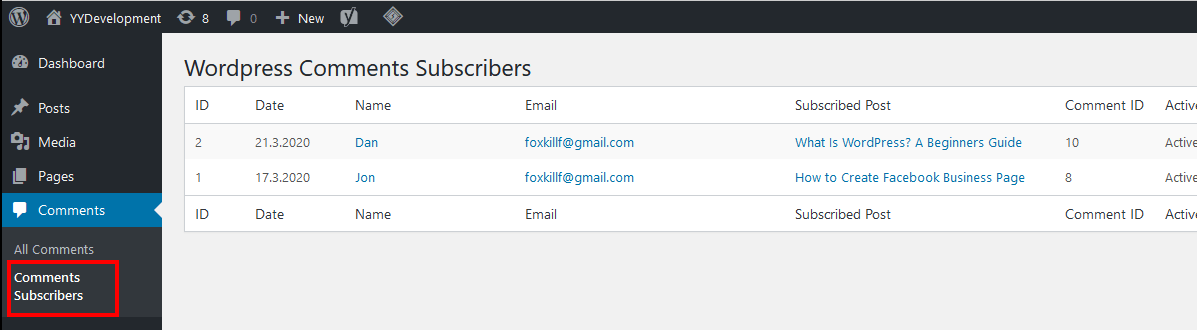 YYDevelopment 8 0 New
Dashboard
Posts
Media
Pages
Comments
All Comments
Comments
Subscribers
Wordpress Comments Subscribers
ID Date Name Email Subscribed Post Comment ID Active
2 21.3.2020 Dan foxkillf@gmail.com What Is WordPress? A Beginners Guide 10 Active
1 17.3.2020 Jon foxkillf@gmail.com How to Create Facebook Business Page 8 Active
ID Date Name Email Subscribed Post Comment ID Active